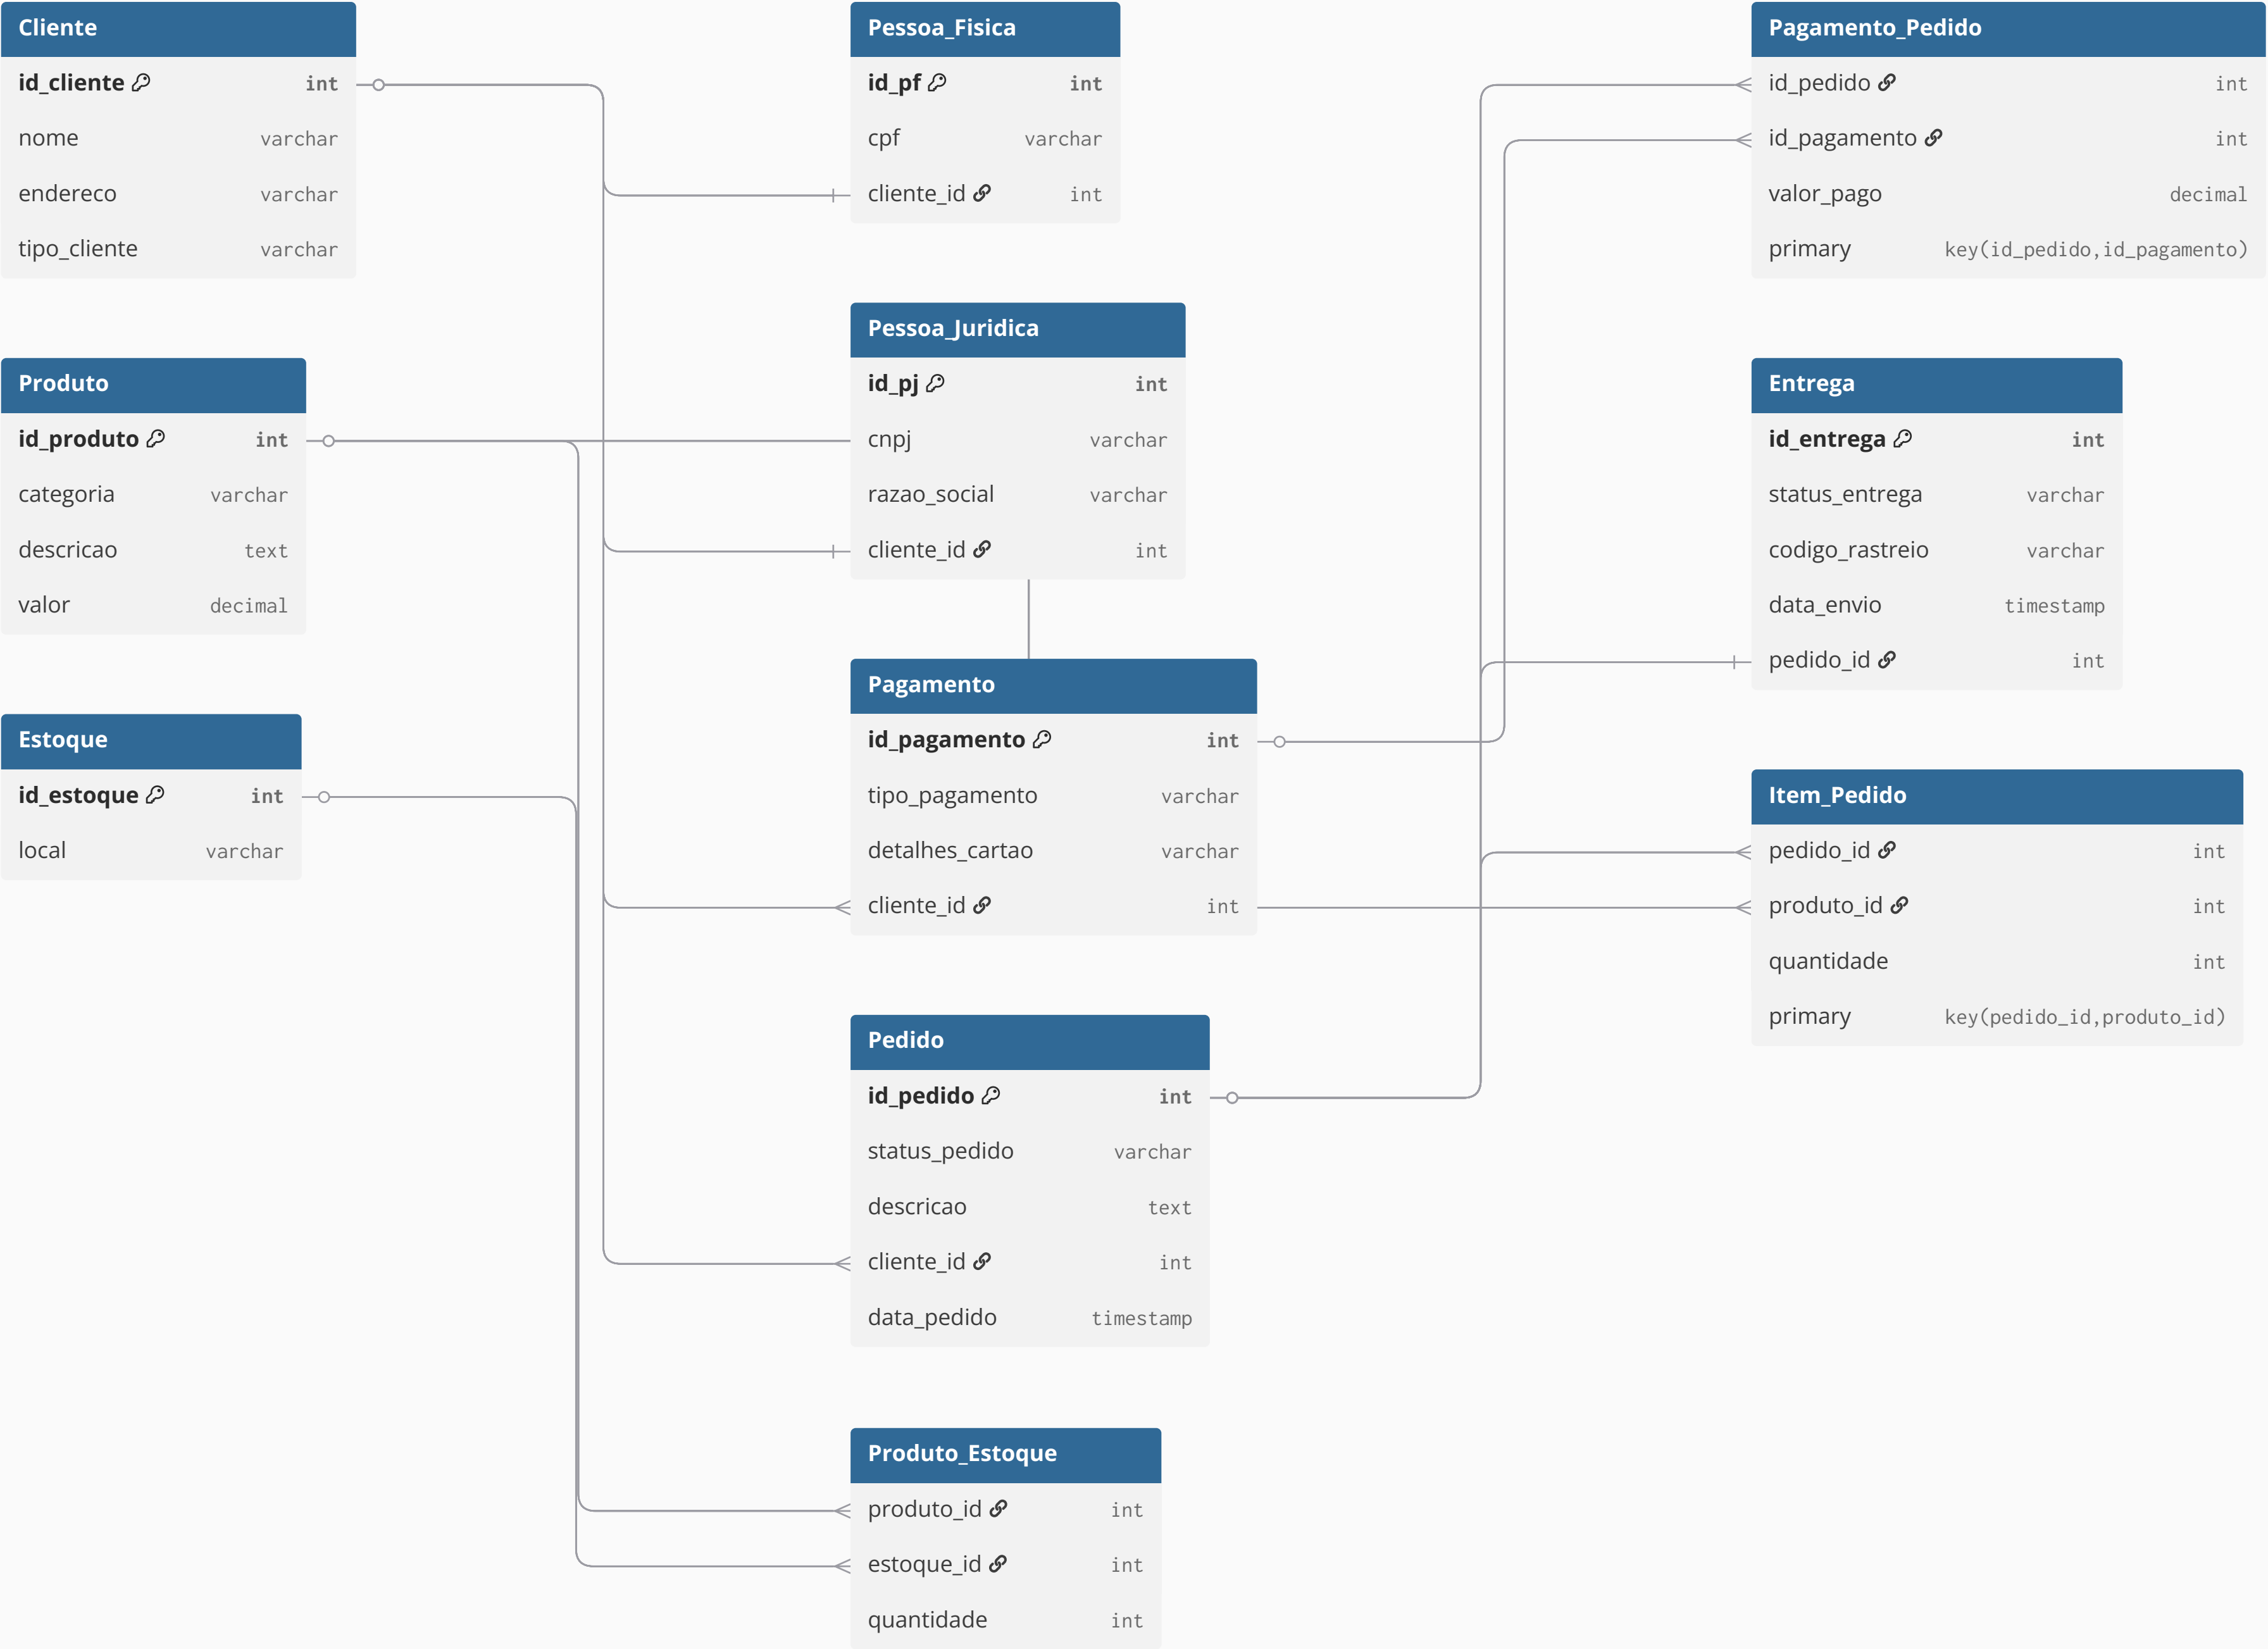 Cliente
id_cliente int
nome varchar
endereco varchar
tipo_cliente varchar
Produto
id_produto int
categoria varchar
descricao text
valor decimal
Estoque
id_estoque int
local varchar
Pessoa_Fisica
id_pf int
cpf varchar
cliente_id int
Pessoa_Juridica
id_pj int
cnpj varchar
razao_social varchar
cliente_id int
Pagamento
id_pagamento int
tipo_pagamento varchar
detalhes_cartao varchar
cliente_id int
Pedido
id_pedido int
status_pedido varchar
descricao text
cliente_id int
data_pedido timestamp
Produto_Estoque
produto_id int
estoque_id int
quantidade int
Pagamento_Pedido
id_pedido int
id_pagamento int
valor_pago decimal
primary key(id_pedido,id_pagamento)
Entrega
id_entrega int
status_entrega varchar
codigo_rastreio varchar
data_envio timestamp
pedido_id int
Item_Pedido
pedido_id int
produto_id int
quantidade int
primary key(pedido_id,produto_id)